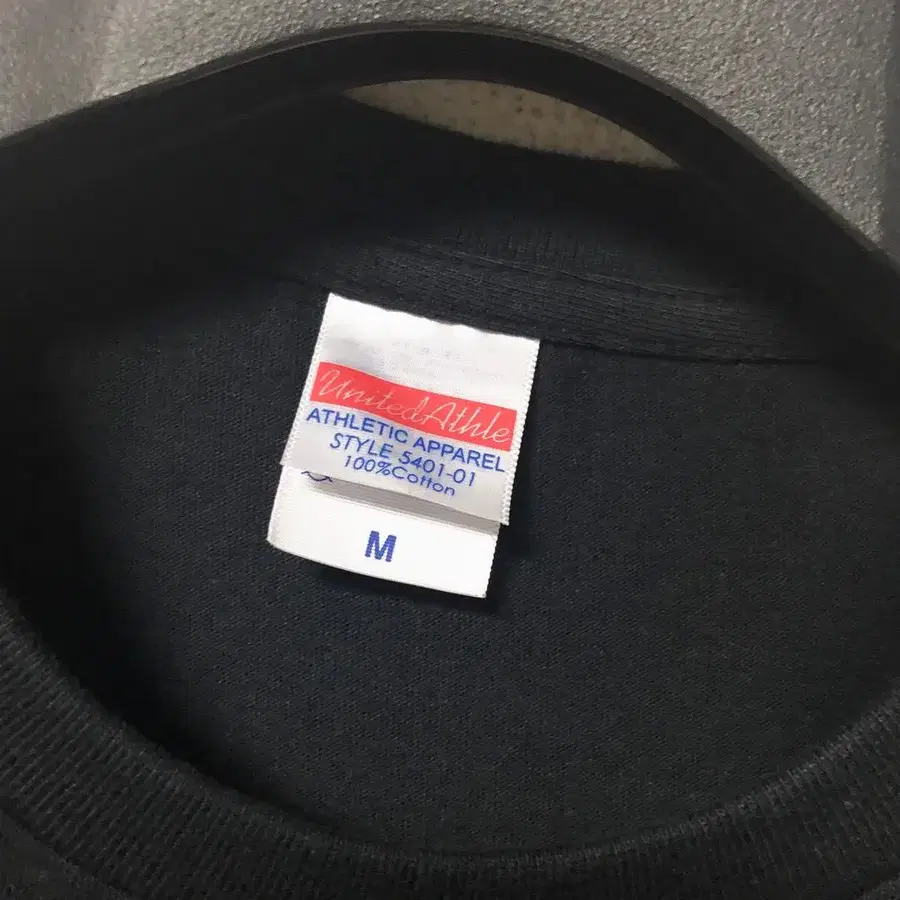 UnitedAthle
ATHLETIC APPAREL
STYLE 5401-01
100%Cotton
M